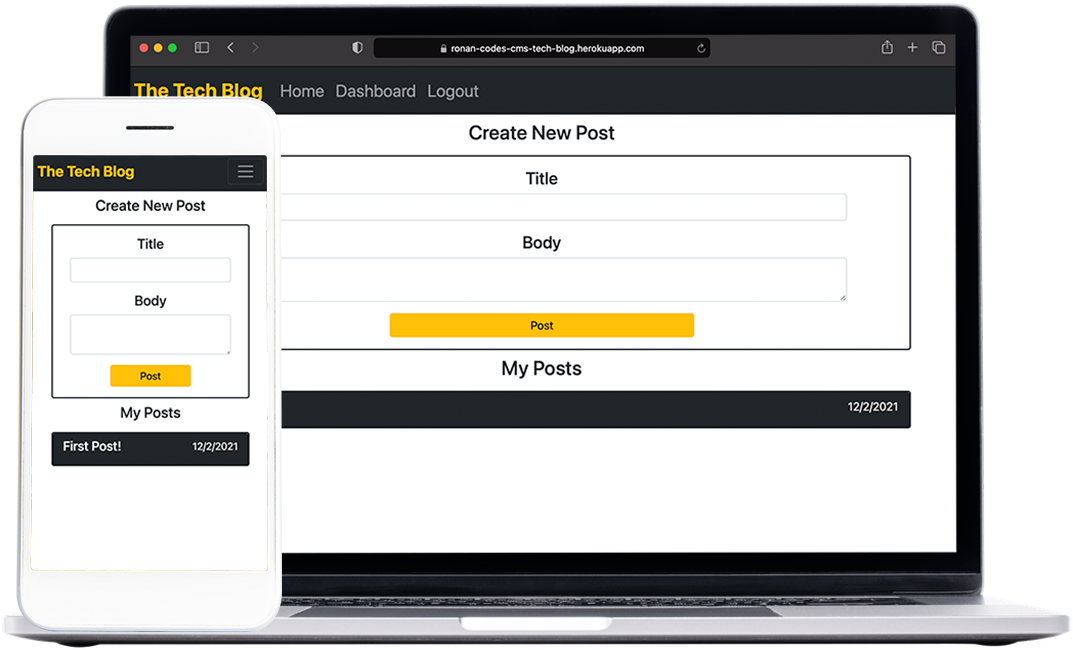 ronan-codes-cms-tech-blog.herokuapp.com
The Tech Blog Home Dashboard Logout
Create New Post
Title
Body
Post
My Posts
12/2/2021
The Tech Blog
Create New Post
Title
Body
Post
My Posts
First Post! 12/2/2021